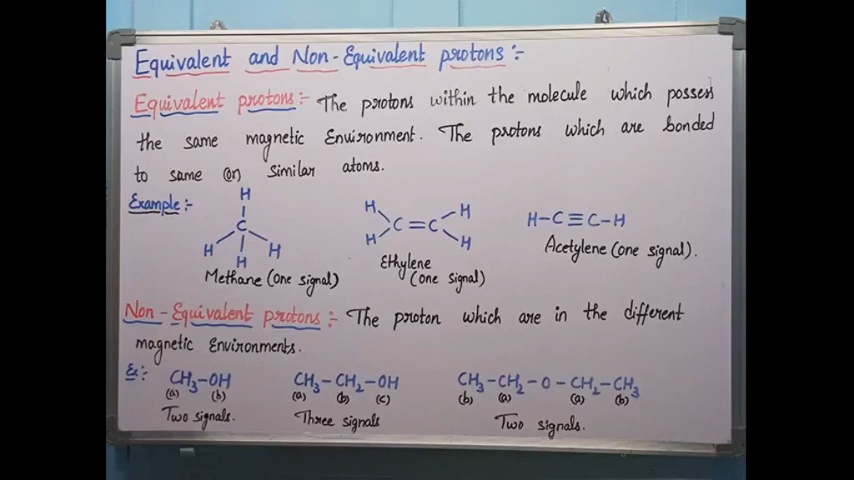 Equivalent and Non-Equivalent protons :-
Equivalent protons :- The protons within the molecule which possess
the same magnetic Environment. The protons which are bonded
to same (or) similar atoms.
Example :-
H
C
H H H
Methane (One signal)
H H
C=C
H H
Ethylene
(One signal)
H-C≡C-H
Acetylene (one signal).
Non-Equivalent protons :- The proton which are in the different
magnetic Environments.
Ex:-
CH₃-OH
(a) (b)
Two signals.
CH₃-CH₂-OH
(a) (b) (c)
Three signals
CH₃-CH₂-O-CH₂-CH₃
(b) (a) (a) (b)
Two signals.